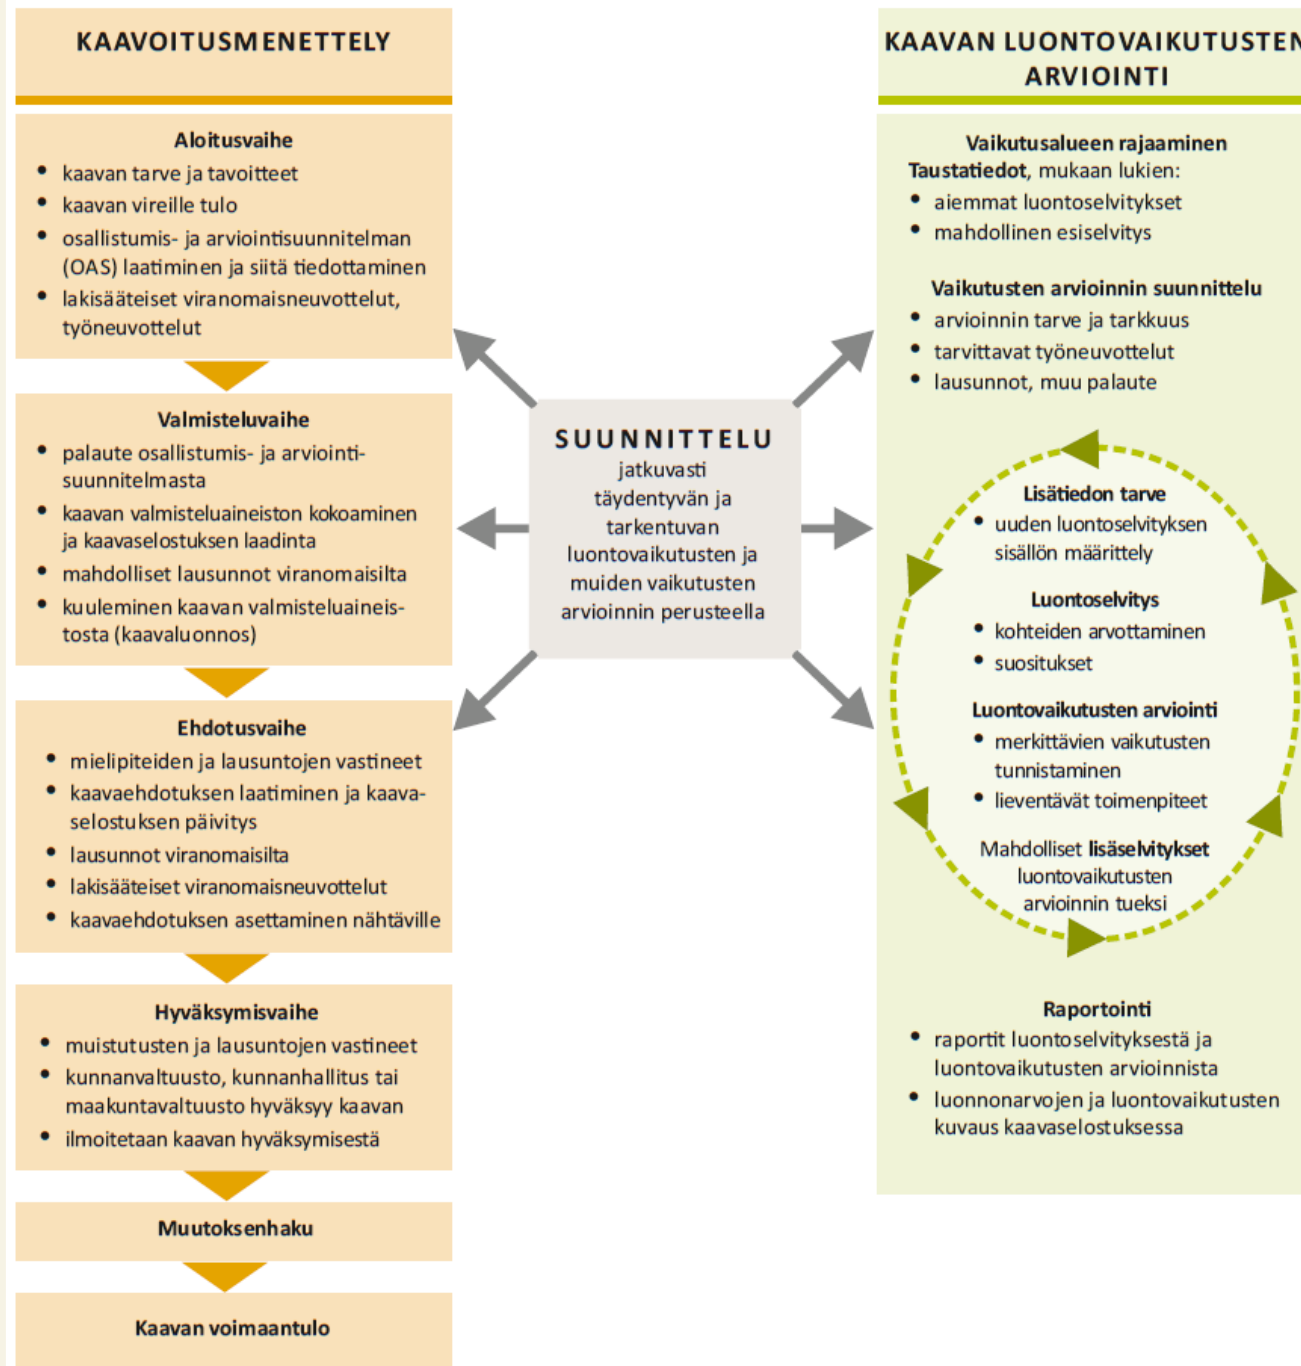 KAAVOITUSMENETTELY
Aloitusvaihe
• kaavan tarve ja tavoitteet
• kaavan vireille tulo
• osallistumis- ja arviointisuunnitelman
(OAS) laatiminen ja siitä tiedottaminen
• lakisääteiset viranomaisneuvottelut,
työneuvottelut
Valmisteluvaihe
• palaute osallistumis- ja arviointi-
suunnitelmasta
• kaavan valmisteluaineiston kokoaminen
ja kaavaselostuksen laadinta
• mahdolliset lausunnot viranomaisilta
• kuuleminen kaavan valmisteluaineis-
tosta (kaavaluonnos)
Ehdotusvaihe
• mielipiteiden ja lausuntojen vastineet
• kaavaehdotuksen laatiminen ja kaava-
selostuksen päivitys
• lausunnot viranomaisilta
• lakisääteiset viranomaisneuvottelut
• kaavaehdotuksen asettaminen nähtäville
Hyväksymisvaihe
• muistutusten ja lausuntojen vastineet
• kunnanvaltuusto, kunnanhallitus tai
maakuntavaltuusto hyväksyy kaavan
• ilmoitetaan kaavan hyväksymisestä
Muutoksenhaku
Kaavan voimaantulo
SUUNNITTELU
jatkuvasti
täydentyvän ja
tarkentuvan
luontovaikutusten ja
muiden vaikutusten
arvioinnin perusteella
KAAVAN LUONTOVAIKUTUSTEN
ARVIOINTI
Vaikutusalueen rajaaminen
Taustatiedot, mukaan lukien:
• aiemmat luontoselvitykset
• mahdollinen esiselvitys
Vaikutusten arvioinnin suunnittelu
• arvioinnin tarve ja tarkkuus
• tarvittavat työneuvottelut
• lausunnot, muu palaute
Lisätiedon tarve
• uuden luontoselvityksen
sisällön määrittely
Luontoselvitys
• kohteiden arvottaminen
• suositukset
Luontovaikutusten arviointi
• merkittävien vaikutusten
tunnistaminen
• lieventävät toimenpiteet
Mahdolliset lisäselvitykset
luontovaikutusten
arvioinnin tueksi
Raportointi
• raportit luontoselvityksestä ja
luontovaikutusten arvioinnista
• luonnonarvojen ja luontovaikutusten
kuvaus kaavaselostuksessa